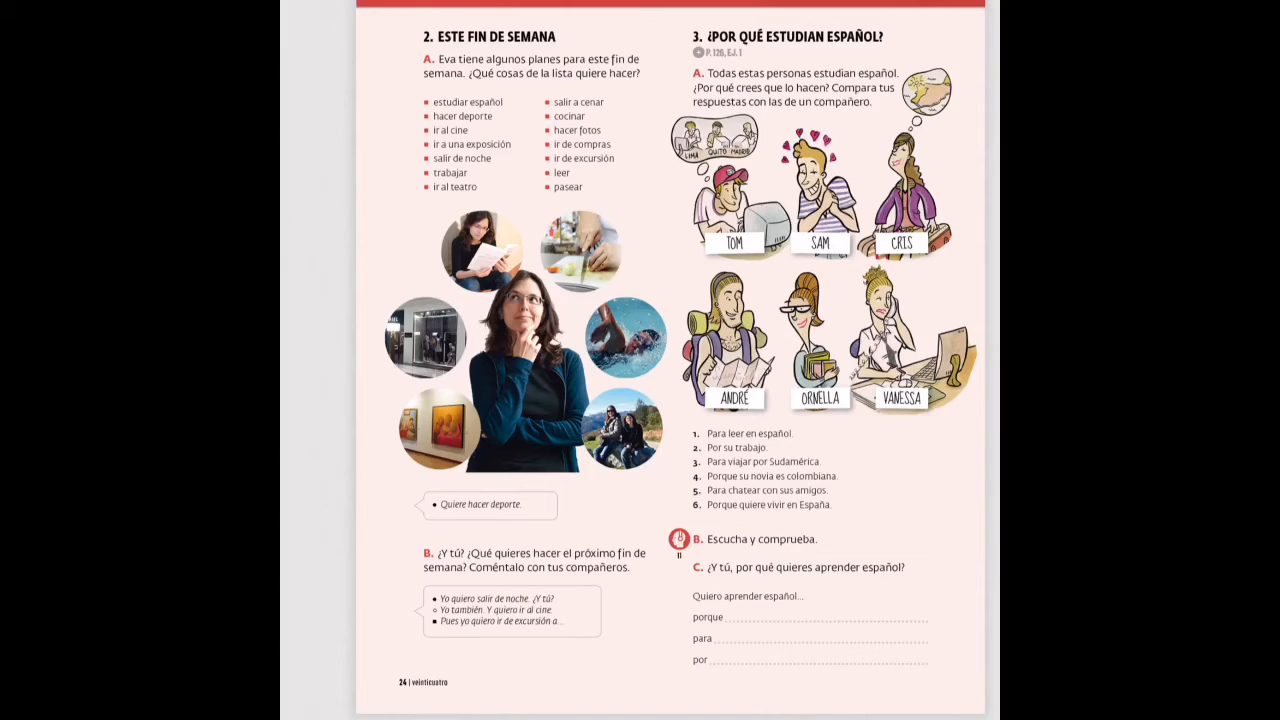 2. ESTE FIN DE SEMANA
A. Eva tiene algunos planes para este fin de
semana. ¿Qué cosas de la lista quiere hacer?
estudiar español
hacer deporte
ir al cine
ir a una exposición
salir de noche
trabajar
ir al teatro
salir a cenar
cocinar
hacer fotos
ir de compras
ir de excursión
leer
pasear
Quiere hacer deporte.
B. ¿Y tú? ¿Qué quieres hacer el próximo fin de
semana? Coméntalo con tus compañeros.
Yo quiero salir de noche. ¿Y tú?
Yo también. Y quiero ir al cine.
Pues yo quiero ir de excursión a...
24 | veinticuatro
3. ¿POR QUÉ ESTUDIAN ESPAÑOL?
P. 126, EJ. 1
A. Todas estas personas estudian español.
¿Por qué crees que lo hacen? Compara tus
respuestas con las de un compañero.
LIMA QUITO MADRID
TOM
SAM
CRIS
ANDRÉ
ORNELLA
VANESSA
1. Para leer en español.
2. Por su trabajo.
3. Para viajar por Sudamérica.
4. Porque su novia es colombiana.
5. Para chatear con sus amigos.
6. Porque quiere vivir en España.
11
B. Escucha y comprueba.
C. ¿Y tú, por qué quieres aprender español?
Quiero aprender español...
porque
para
por